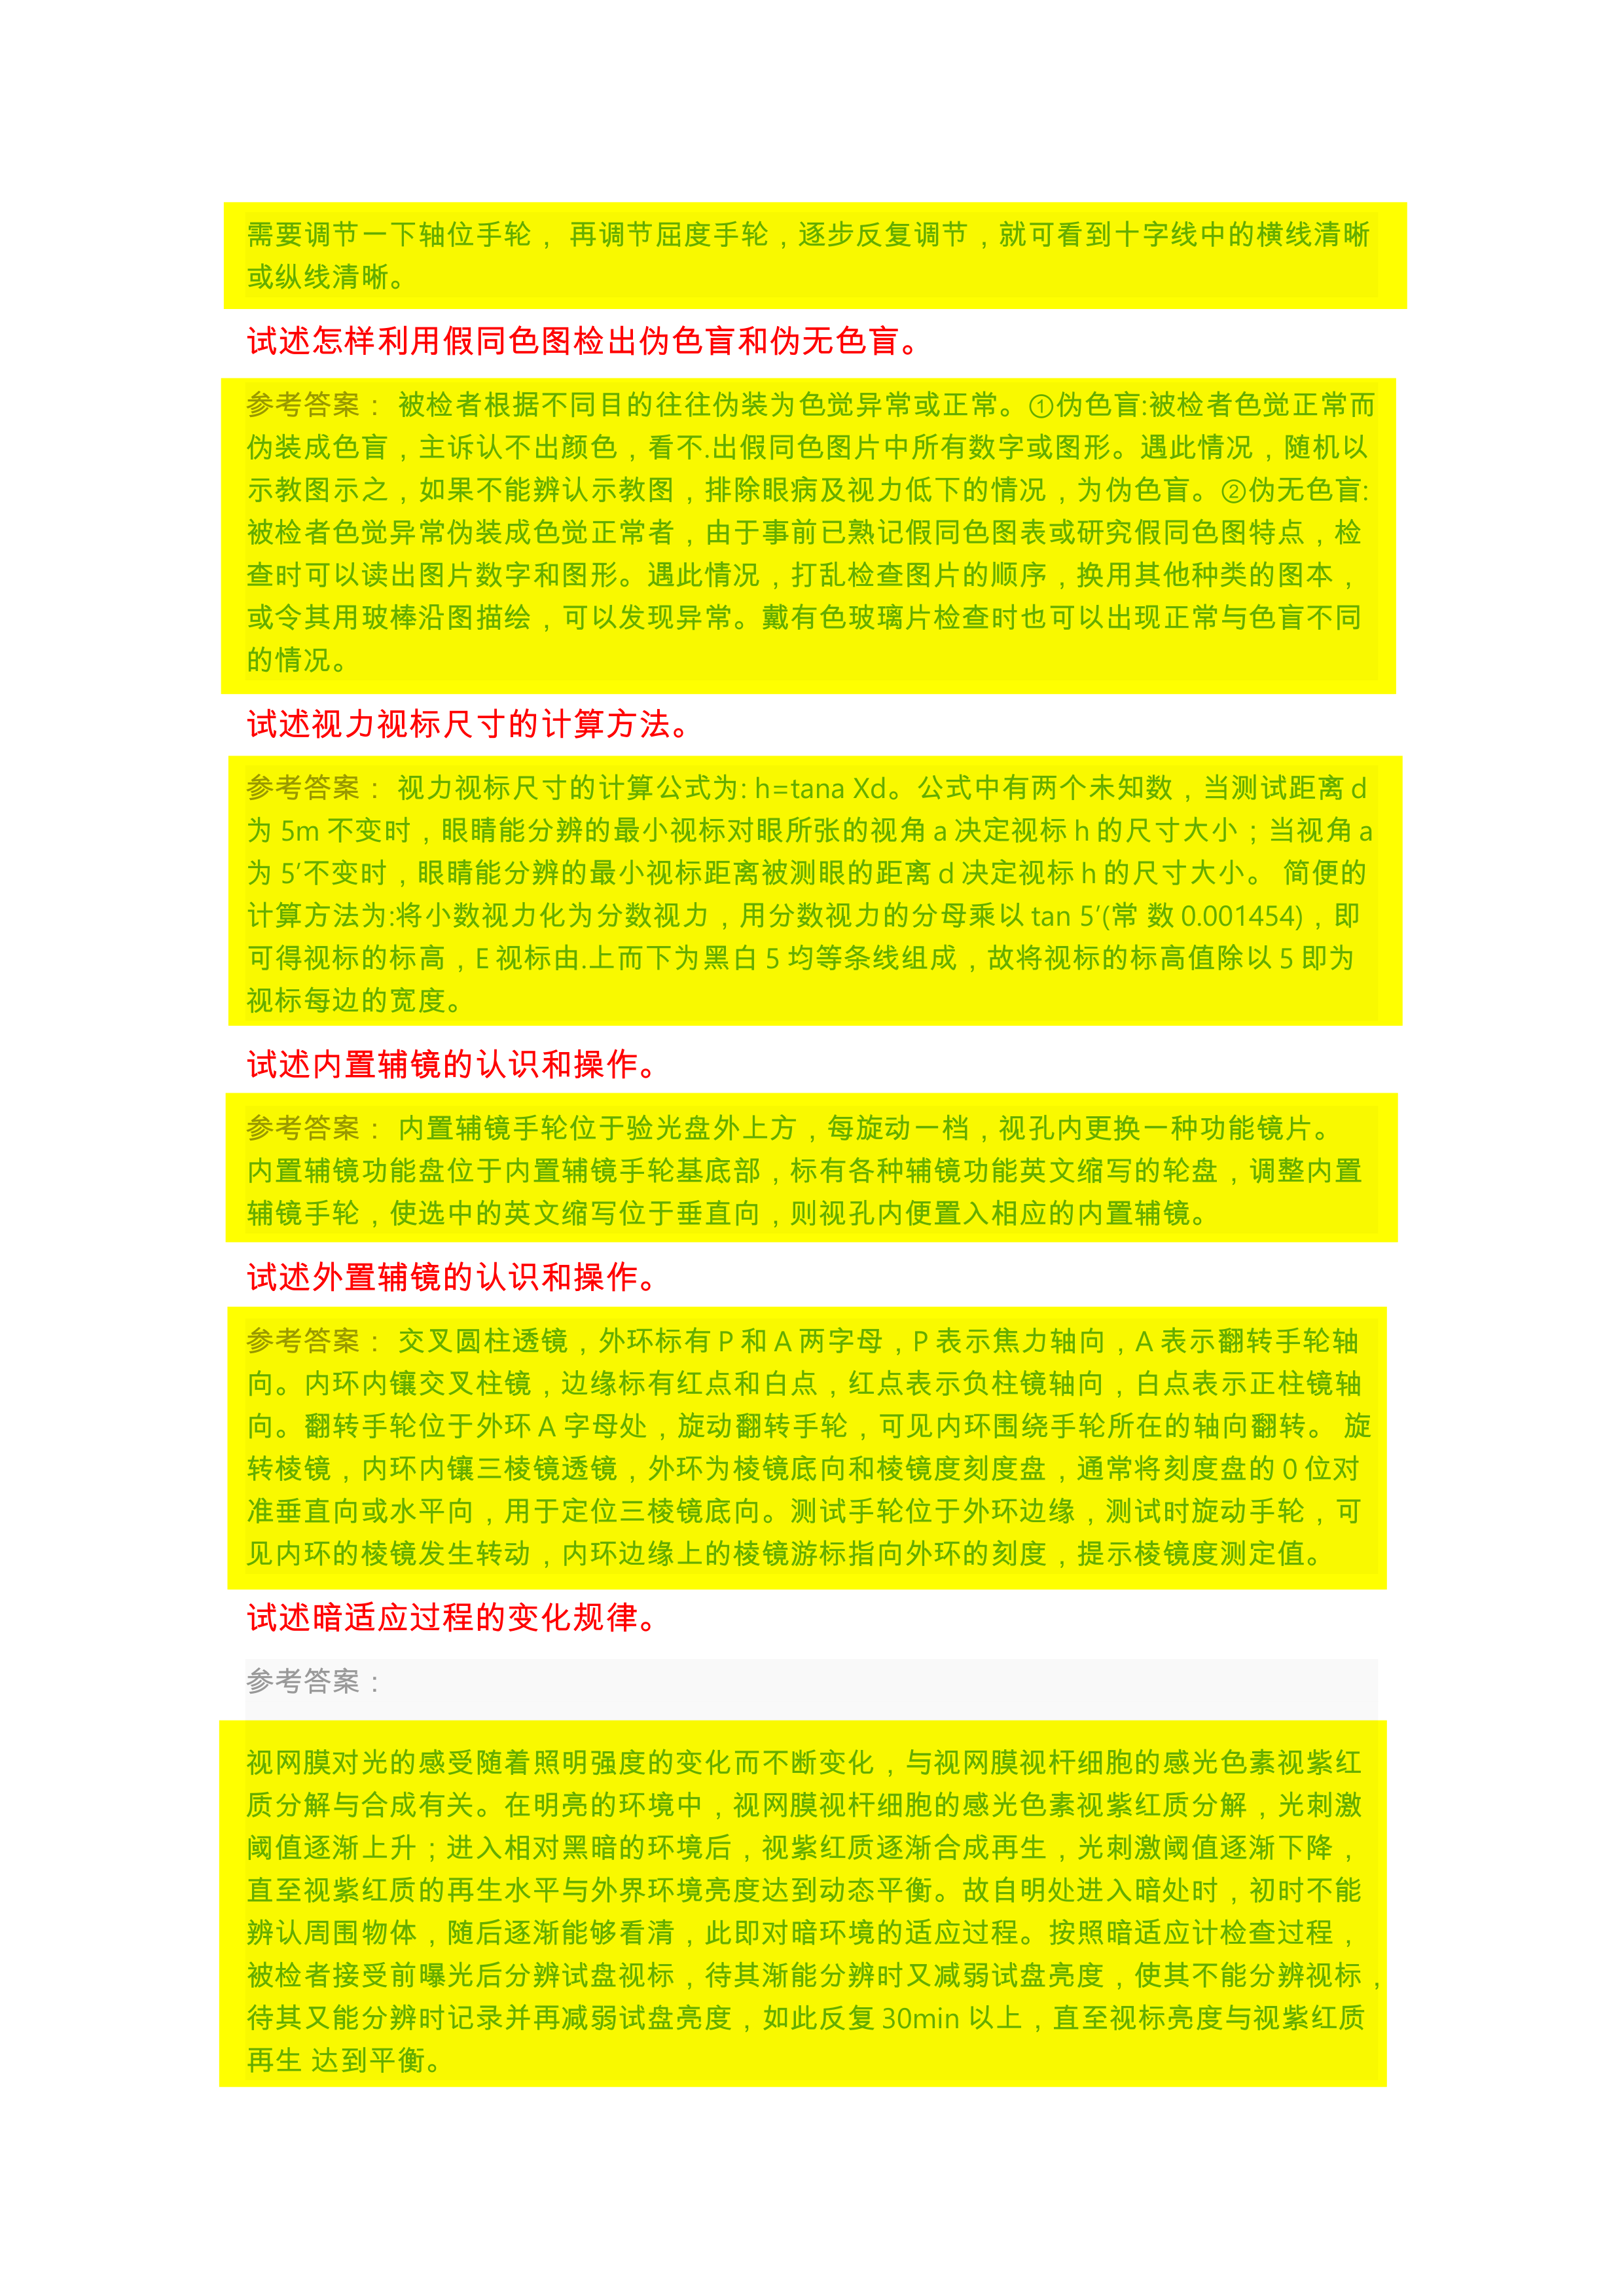 需要调节一下轴位手轮， 再调节屈度手轮，逐步反复调节，就可看到十字线中的横线清晰
或纵线清晰。
试述怎样利用假同色图检出伪色盲和伪无色盲。
参考答案： 被检者根据不同目的往往伪装为色觉异常或正常。①伪色盲:被检者色觉正常而
伪装成色盲，主诉认不出颜色，看不.出假同色图片中所有数字或图形。遇此情况，随机以
示教图示之，如果不能辨认示教图，排除眼病及视力低下的情况，为伪色盲。②伪无色盲:
被检者色觉异常伪装成色觉正常者，由于事前已熟记假同色图表或研究假同色图特点，检
查时可以读出图片数字和图形。遇此情况，打乱检查图片的顺序，换用其他种类的图本，
或令其用玻棒沿图描绘，可以发现异常。戴有色玻璃片检查时也可以出现正常与色盲不同
的情况。
试述视力视标尺寸的计算方法。
参考答案： 视力视标尺寸的计算公式为: h=tana Xd。公式中有两个未知数，当测试距离 d
为 5m 不变时，眼睛能分辨的最小视标对眼所张的视角 a 决定视标 h 的尺寸大小；当视角 a
为 5′不变时，眼睛能分辨的最小视标距离被测眼的距离 d 决定视标 h 的尺寸大小。 简便的
计算方法为:将小数视力化为分数视力，用分数视力的分母乘以 tan 5′(常 数 0.001454)，即
可得视标的标高，E 视标由.上而下为黑白 5 均等条线组成，故将视标的标高值除以 5 即为
视标每边的宽度。
试述内置辅镜的认识和操作。
参考答案： 内置辅镜手轮位于验光盘外上方，每旋动一档，视孔内更换一种功能镜片。
内置辅镜功能盘位于内置辅镜手轮基底部，标有各种辅镜功能英文缩写的轮盘，调整内置
辅镜手轮，使选中的英文缩写位于垂直向，则视孔内便置入相应的内置辅镜。
试述外置辅镜的认识和操作。
参考答案： 交叉圆柱透镜，外环标有 P 和 A 两字母，P 表示焦力轴向，A 表示翻转手轮轴
向。内环内镶交叉柱镜，边缘标有红点和白点，红点表示负柱镜轴向，白点表示正柱镜轴
向。翻转手轮位于外环 A 字母处，旋动翻转手轮，可见内环围绕手轮所在的轴向翻转。 旋
转棱镜，内环内镶三棱镜透镜，外环为棱镜底向和棱镜度刻度盘，通常将刻度盘的 0 位对
准垂直向或水平向，用于定位三棱镜底向。测试手轮位于外环边缘，测试时旋动手轮，可
见内环的棱镜发生转动，内环边缘上的棱镜游标指向外环的刻度，提示棱镜度测定值。
试述暗适应过程的变化规律。
参考答案：
视网膜对光的感受随着照明强度的变化而不断变化，与视网膜视杆细胞的感光色素视紫红
质分解与合成有关。在明亮的环境中，视网膜视杆细胞的感光色素视紫红质分解，光刺激
阈值逐渐上升；进入相对黑暗的环境后，视紫红质逐渐合成再生，光刺激阈值逐渐下降，
直至视紫红质的再生水平与外界环境亮度达到动态平衡。故自明处进入暗处时，初时不能
辨认周围物体，随后逐渐能够看清，此即对暗环境的适应过程。按照暗适应计检查过程，
被检者接受前曝光后分辨试盘视标，待其渐能分辨时又减弱试盘亮度，使其不能分辨视标，
待其又能分辨时记录并再减弱试盘亮度，如此反复 30min 以上，直至视标亮度与视紫红质
再生 达到平衡。